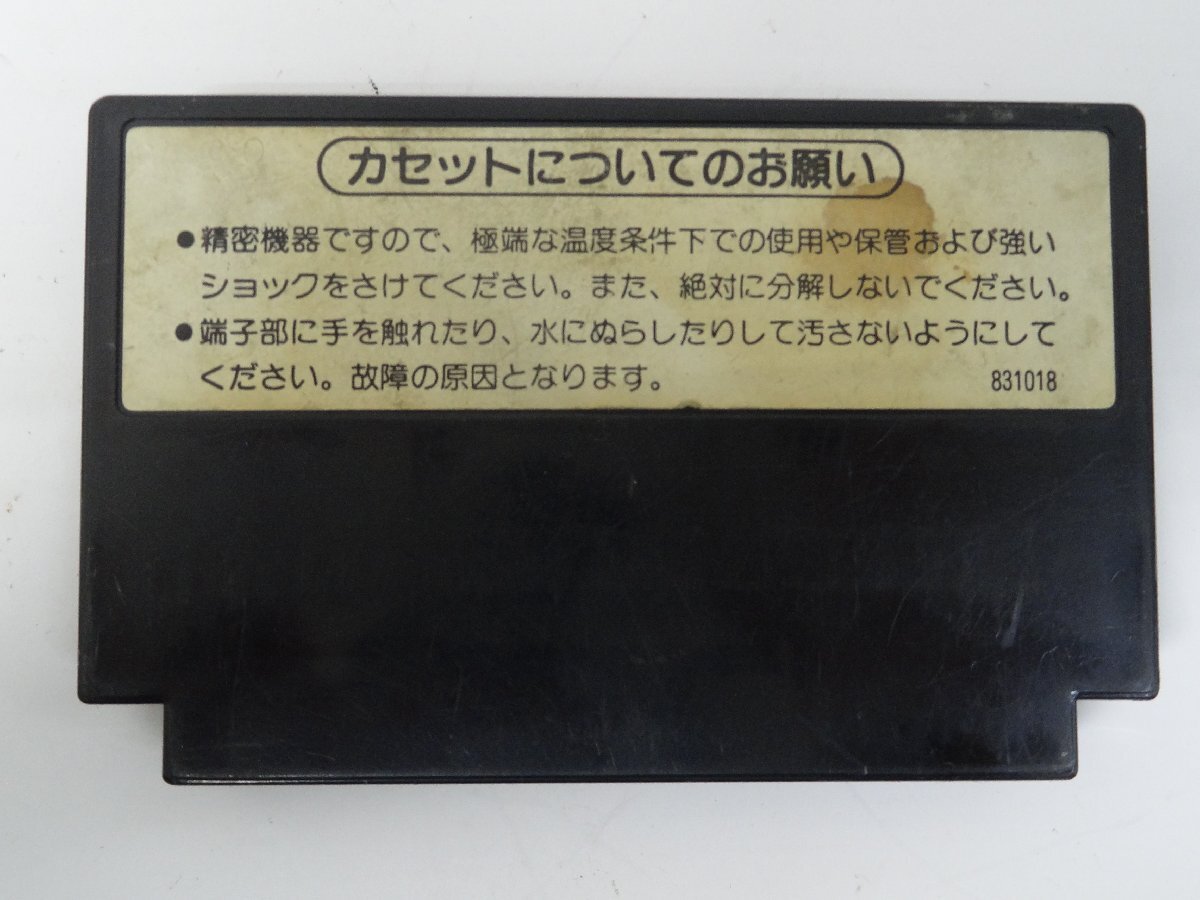 カセットについてのお願い
●精密機器ですので、極端な温度条件下での使用や保管および強い
ショックをさけてください。また、絶対に分解しないでください。
●端子部に手を触れたり、水にぬらしたりして汚さないようにして
ください。故障の原因となります。 831018